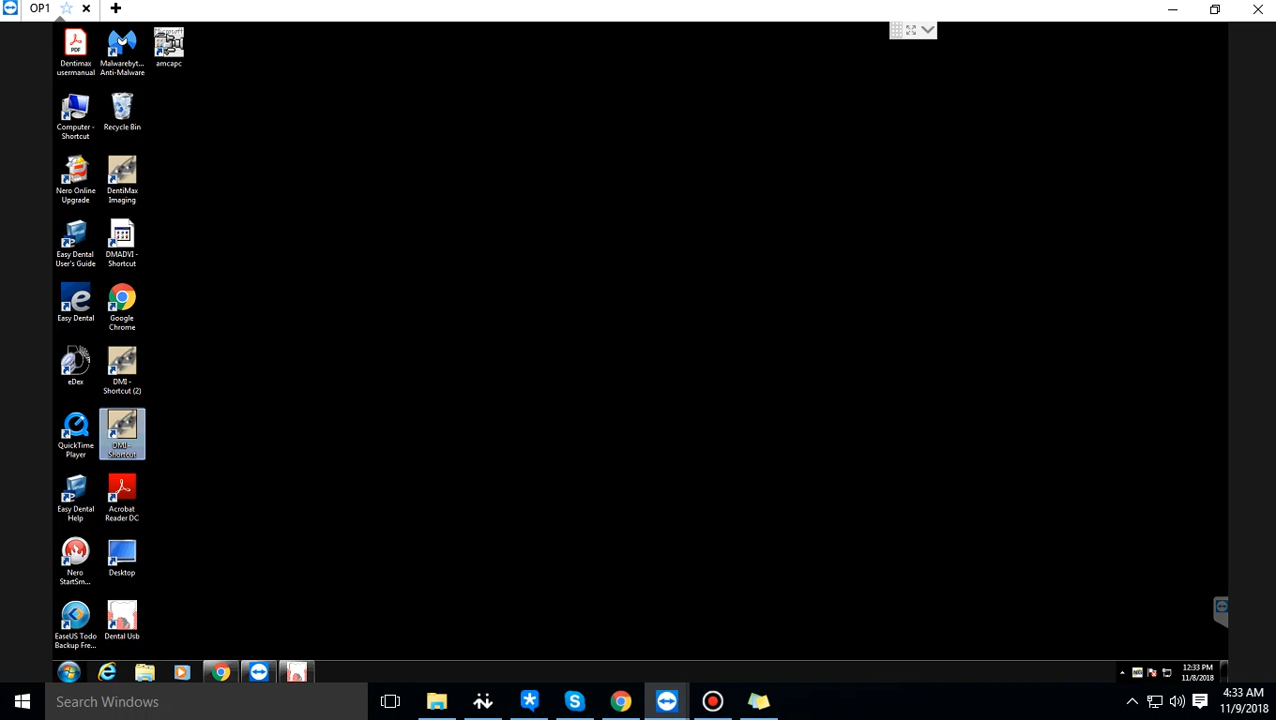 OP1
Dentimax
usermanual
Malwarebyt...
Anti-Malware
Microsoft
amcapc
Computer -
Shortcut
Recycle Bin
Nero Online
Upgrade
DentiMax
Imaging
Easy Dental
User's Guide
DMADVI -
Shortcut
Easy Dental
Google
Chrome
eDex
DMI -
Shortcut (2)
QuickTime
Player
DMI -
Shortcut
Easy Dental
Help
Acrobat
Reader DC
Nero
StartSm...
Desktop
EaseUS Todo
Backup Fre...
Dental Usb
12:33 PM
11/8/2018
Search Windows
4:33 AM
11/9/2018